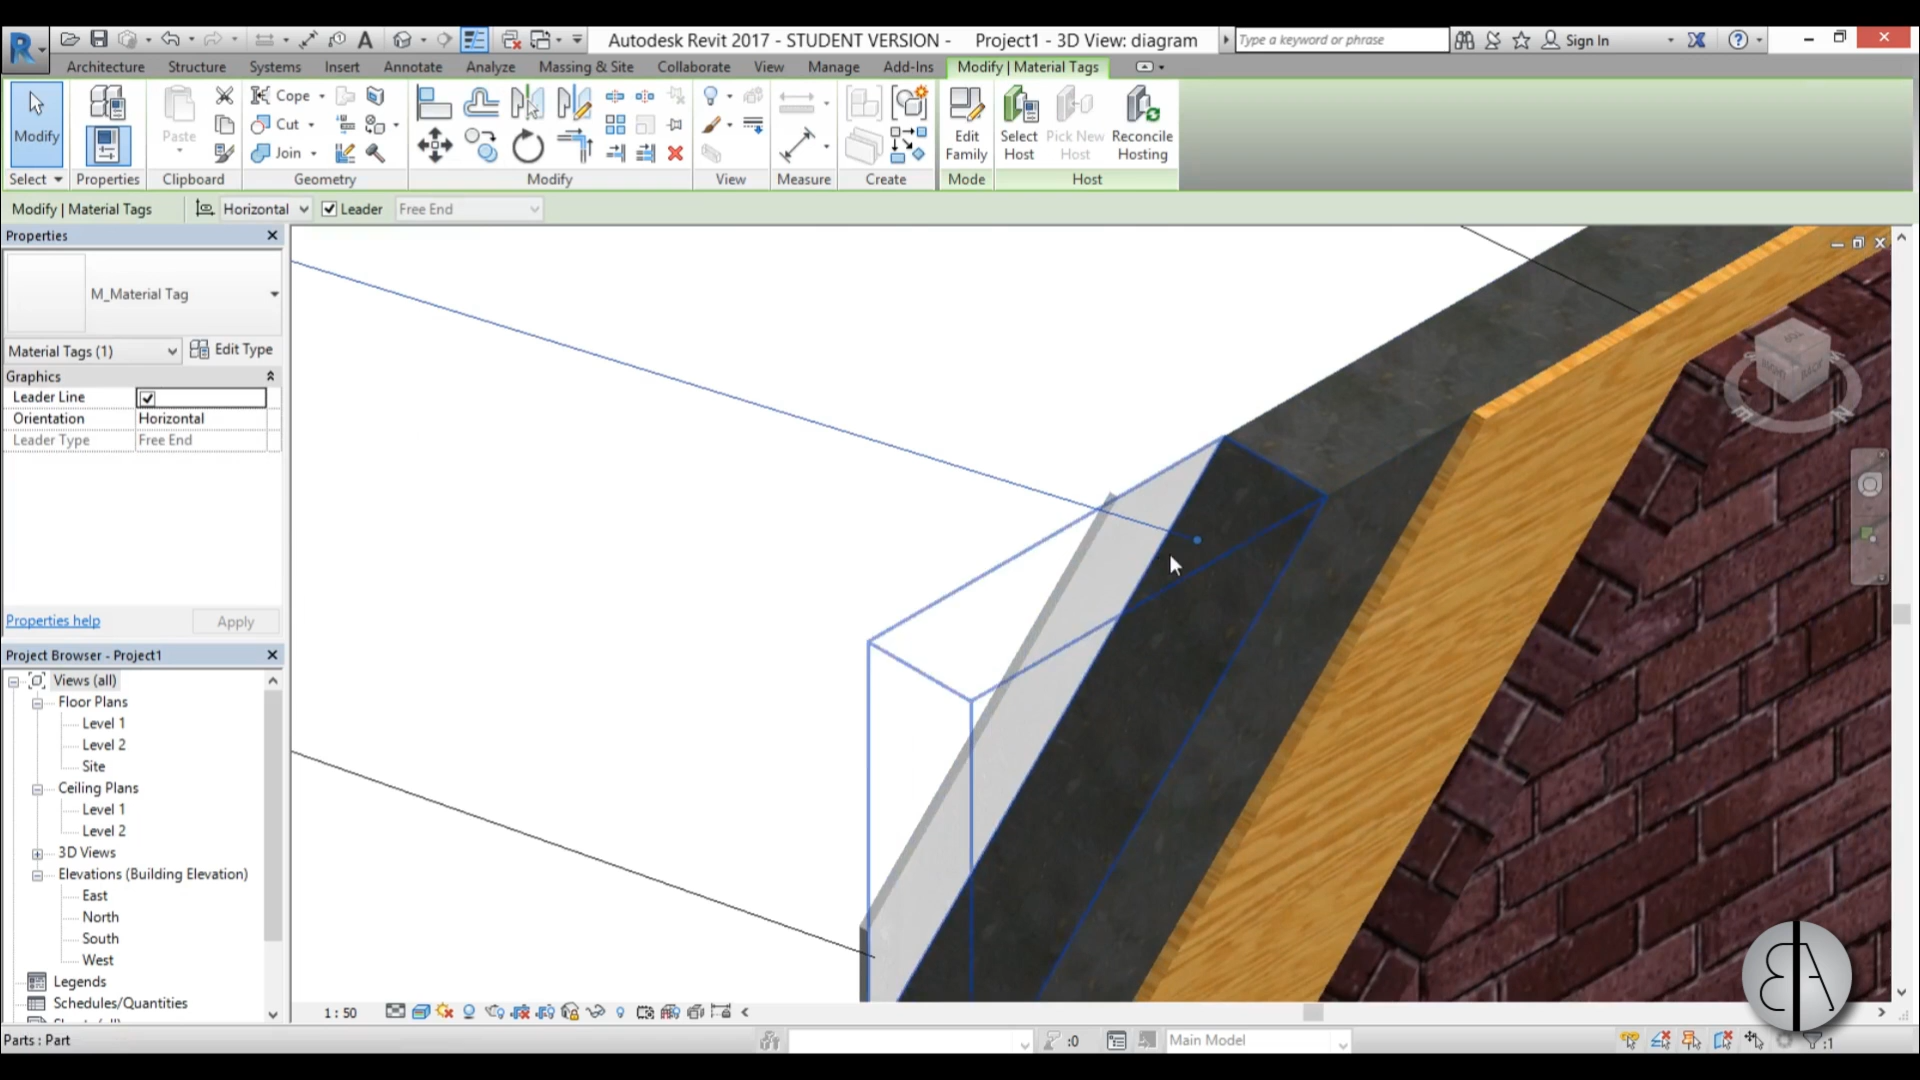 Autodesk Revit 2017 - STUDENT VERSION - Project1 - 3D View: diagram
Type a keyword or phrase
Sign In
Architecture Structure Systems Insert Annotate Analyze Massing & Site Collaborate View Manage Add-Ins Modify | Material Tags
Modify Paste Cope Cut Join Edit Family Select Host Pick New Host Reconcile Hosting
Select Properties Clipboard Geometry Modify View Measure Create Mode Host
Modify | Material Tags Horizontal Leader Free End
Properties
M_Material Tag
Material Tags (1) Edit Type
Graphics
Leader Line
Orientation Horizontal
Leader Type Free End
Properties help Apply
Project Browser - Project1
Views (all)
Floor Plans
Level 1
Level 2
Site
Ceiling Plans
Level 1
Level 2
3D Views
Elevations (Building Elevation)
East
North
South
West
Legends
Schedules/Quantities
1 : 50
Parts : Part
:0
Main Model
:1